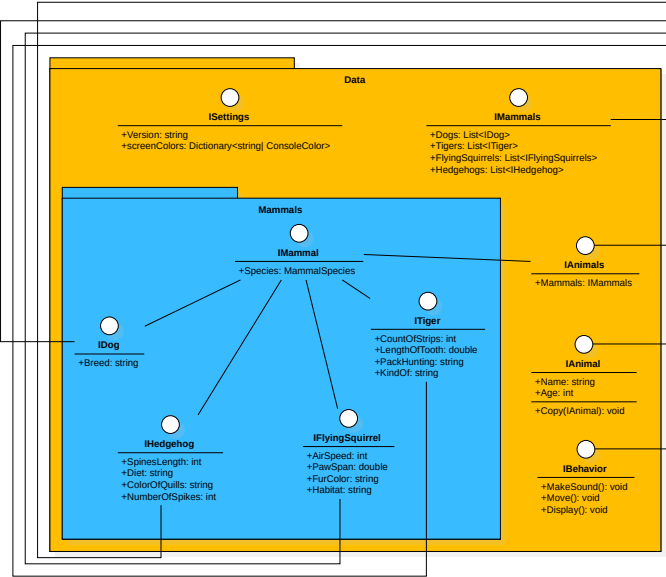 Data
ISettings
+Version: string
+screenColors: Dictionary<string| ConsoleColor>
IMammals
+Dogs: List<IDog>
+Tigers: List<ITiger>
+FlyingSquirrels: List<IFlyingSquirrels>
+Hedgehogs: List<IHedgehog>
Mammals
IMammal
+Species: MammalSpecies
IAnimals
+Mammals: IMammals
IDog
+Breed: string
ITiger
+CountOfStrips: int
+LengthOfTooth: double
+PackHunting: string
+KindOf: string
IAnimal
+Name: string
+Age: int
+Copy(IAnimal): void
IHedgehog
+SpinesLength: int
+Diet: string
+ColorOfQuills: string
+NumberOfSpikes: int
IFlyingSquirrel
+AirSpeed: int
+PawSpan: double
+FurColor: string
+Habitat: string
IBehavior
+MakeSound(): void
+Move(): void
+Display(): void